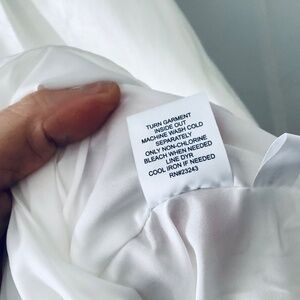 TURN GARMENT
INSIDE OUT
MACHINE WASH COLD
SEPARATELY
ONLY NON-CHLORINE
BLEACH WHEN NEEDED
LINE DYR
COOL IRON IF NEEDED
RN#23243